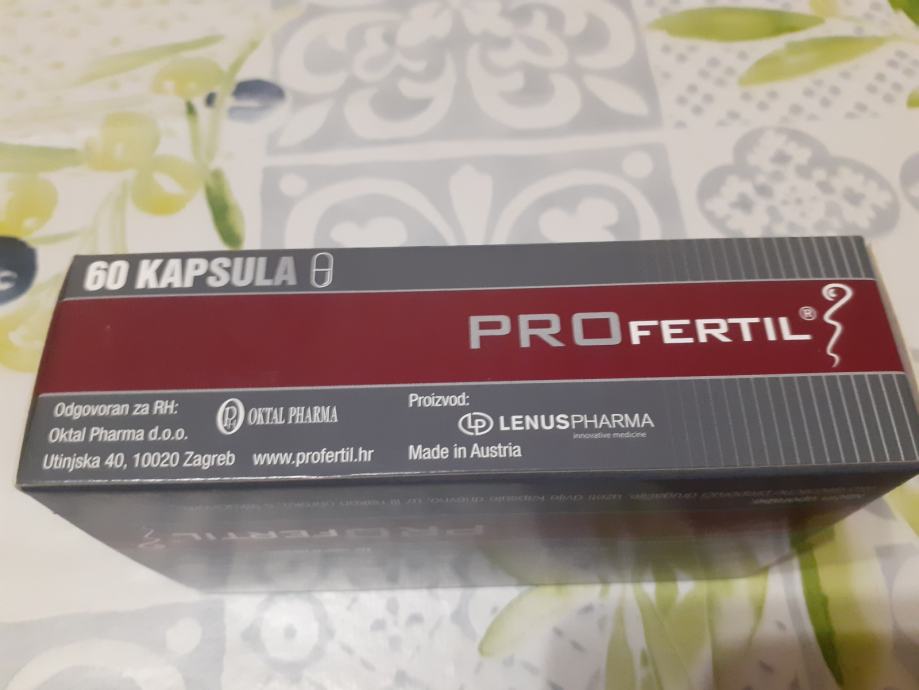 60 KAPSULA
PROFERTIL®
Odgovoran za RH:
Oktal Pharma d.o.o.
Utinjska 40, 10020 Zagreb
OKTAL PHARMA
www.profertil.hr
Proizvod:
LENUSPHARMA
innovative medicine
Made in Austria
PROFERTIL